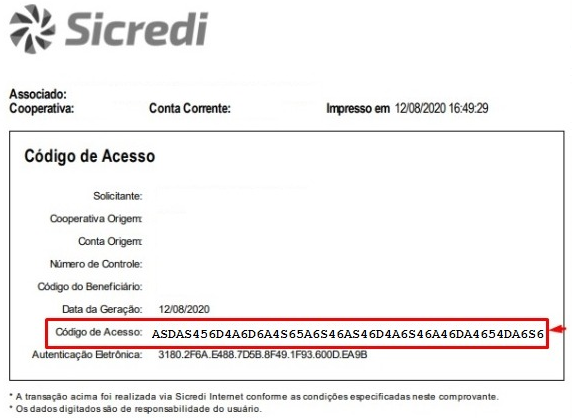 Sicredi
Associado:
Cooperativa: Conta Corrente: Impresso em 12/08/2020 16:49:29
Código de Acesso
Solicitante:
Cooperativa Origem:
Conta Origem:
Número de Controle:
Código do Beneficiário:
Data da Geração: 12/08/2020
Código de Acesso: ASDAS456D4A6D6A4S65A6S46AS46D4A6S46A46DA4654DA6S6
Autenticação Eletrônica: 3180.2F6A.E488.7D5B.8F49.1F93.600D.EA9B
* A transação acima foi realizada via Sicredi Internet conforme as condições especificadas neste comprovante.
* Os dados digitados são de responsabilidade do usuário.